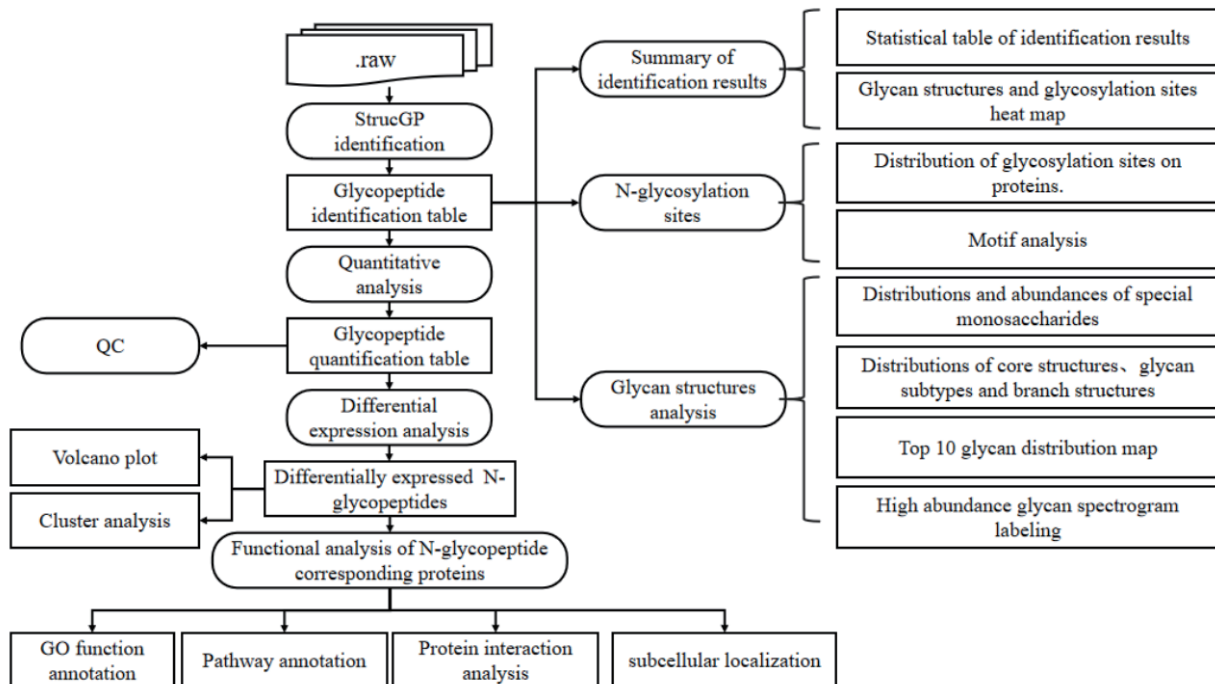 .raw
StrucGP
identification
Glycopeptide
identification table
Quantitative
analysis
Glycopeptide
quantification table
QC
Differential
expression analysis
Volcano plot
Cluster analysis
Differentially expressed N-
glycopeptides
Functional analysis of N-glycopeptide
corresponding proteins
GO function
annotation
Pathway annotation
Protein interaction
analysis
subcellular localization
Summary of
identification results
Statistical table of identification results
Glycan structures and glycosylation sites
heat map
N-glycosylation
sites
Distribution of glycosylation sites on
proteins.
Motif analysis
Glycan structures
analysis
Distributions and abundances of special
monosaccharides
Distributions of core structures、glycan
subtypes and branch structures
Top 10 glycan distribution map
High abundance glycan spectrogram
labeling